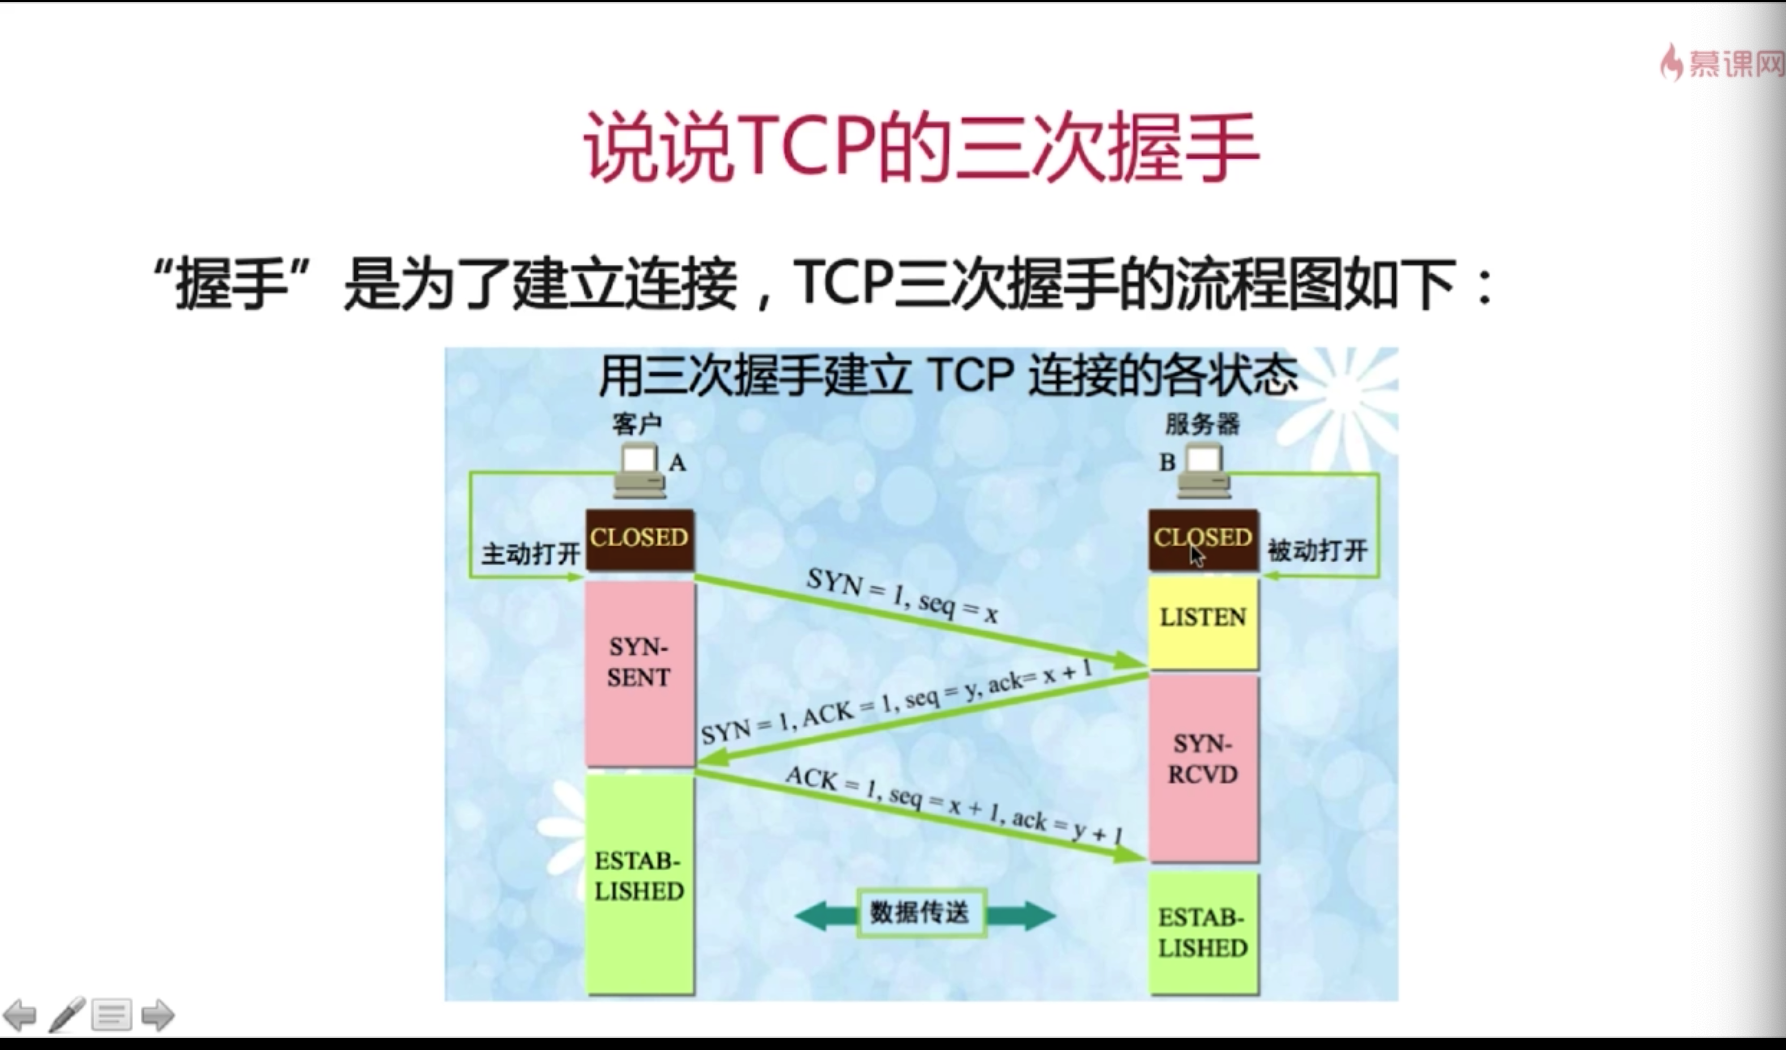 慕课网
说说TCP的三次握手
“握手”是为了建立连接，TCP三次握手的流程图如下：
用三次握手建立 TCP 连接的各状态
客户
服务器
A
B
CLOSED
CLOSED
主动打开
被动打开
SYN = 1, seq = x
LISTEN
SYN-
SENT
SYN = 1, ACK = 1, seq = y, ack= x + 1
SYN-
RCVD
ACK = 1, seq = x + 1, ack = y + 1
ESTAB-
LISHED
数据传送
ESTAB-
LISHED